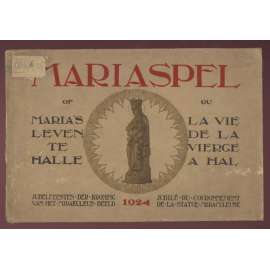 MARIASPEL
OF
MARIA'S
LEVEN
TE
HALLE
OU
LA VIE
DE LA
VIERGE
A HAL
JUBELFEESTEN DER KRONING
VAN HET MIRAKULEUS BEELD
1924
JUBILÉ DU COURONNEMENT
DE LA STATUE MIRACULEUSE